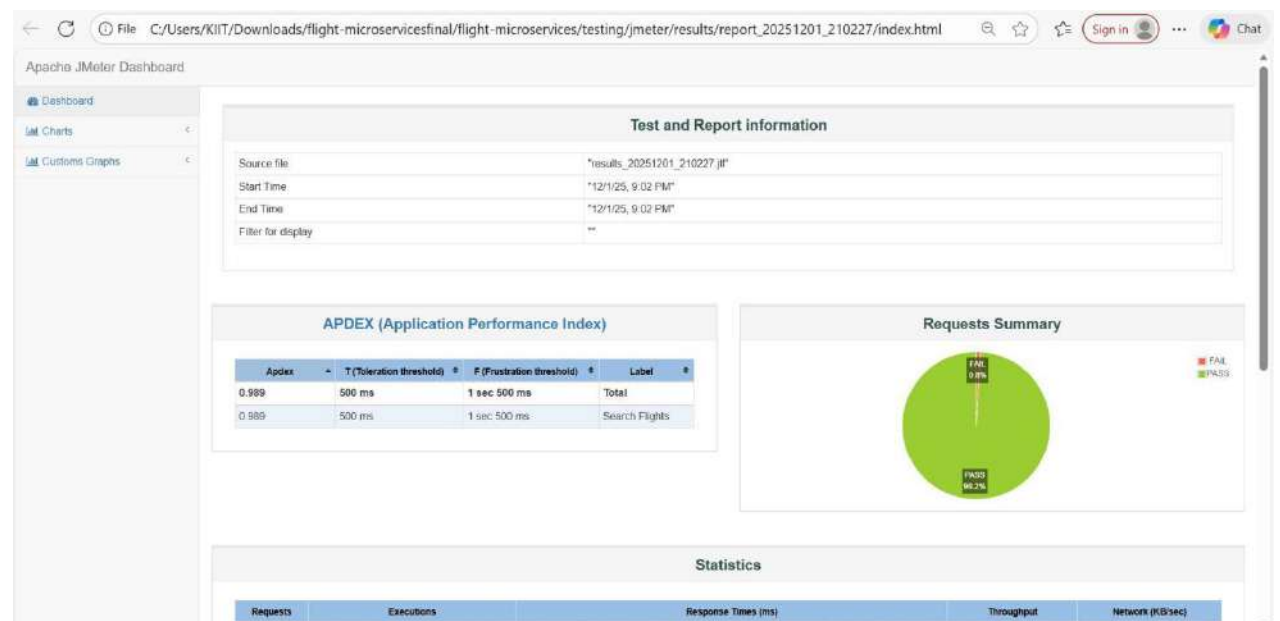 File C:/Users/KIIT/Downloads/flight-microservicesfinal/flight-microservices/testing/jmeter/results/report_20251201_210227/index.html Sign in Chat
Apache JMeter Dashboard
Dashboard
Charts
Customs Graphs
Test and Report information
Source file "results_20251201_210227.jtl"
Start Time "12/1/25, 9:02 PM"
End Time "12/1/25, 9:02 PM"
Filter for display ""
APDEX (Application Performance Index)
Apdex T (Toleration threshold) F (Frustration threshold) Label
0.989 500 ms 1 sec 500 ms Total
0.989 500 ms 1 sec 500 ms Search Flights
Requests Summary
FAIL
PASS
FAIL
0.8%
PASS
Statistics
Requests Executions Response Times (ms) Throughput Network (KB/sec)